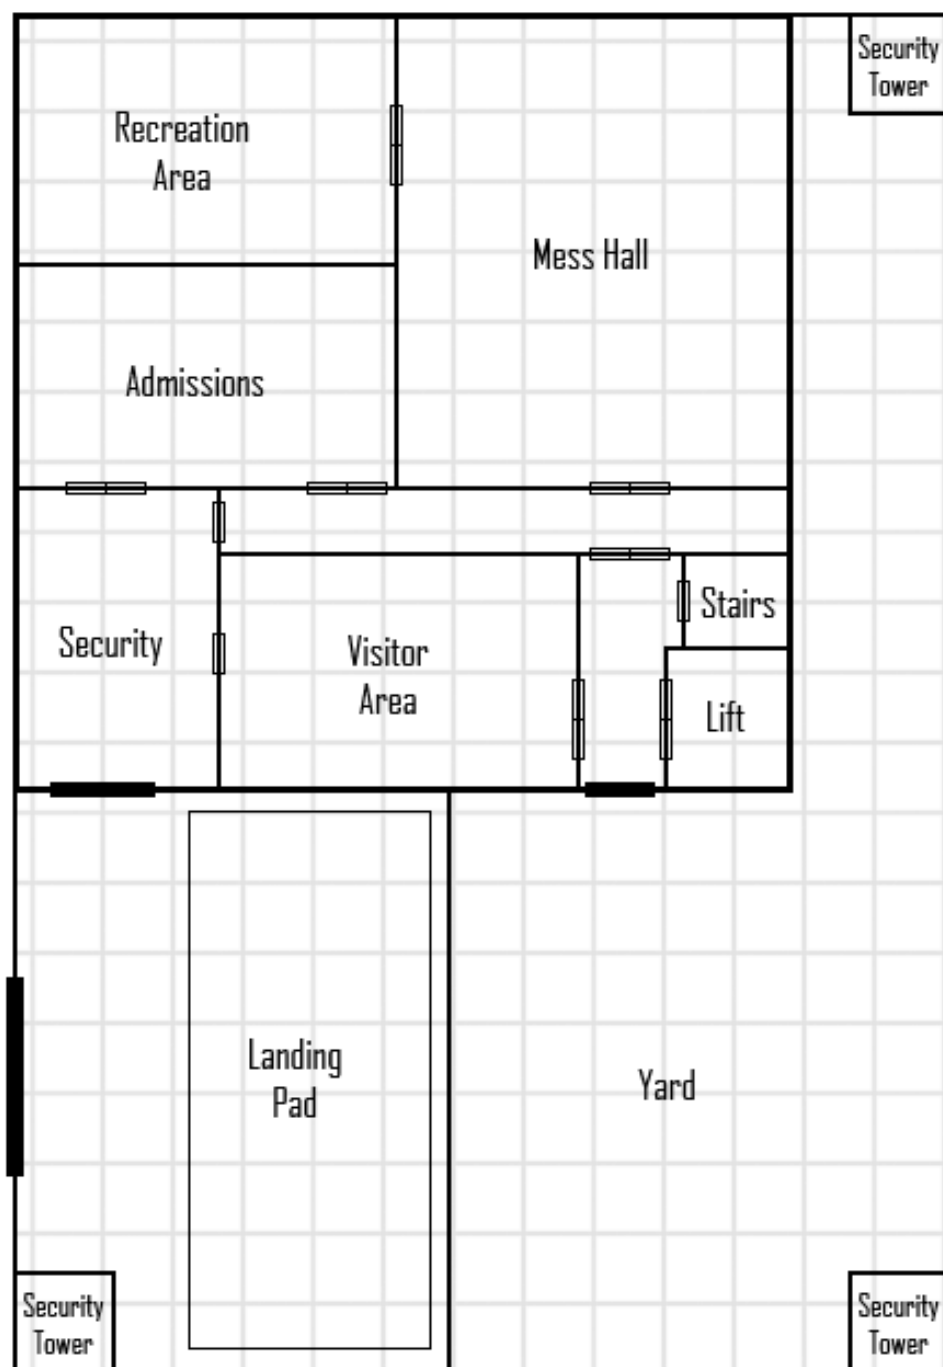 Security
Tower
Recreation
Area
Mess Hall
Admissions
Stairs
Security
Visitor
Area
Lift
Landing
Pad
Yard
Security
Tower
Security
Tower